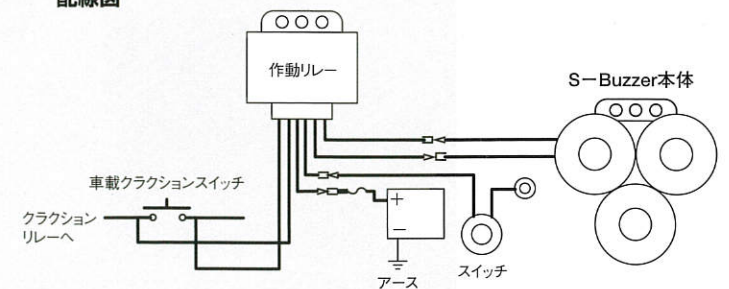 配線図
作動リレー
S－Buzzer本体
車載クラクションスイッチ
クラクション
リレーへ
＋
－
スイッチ
アース